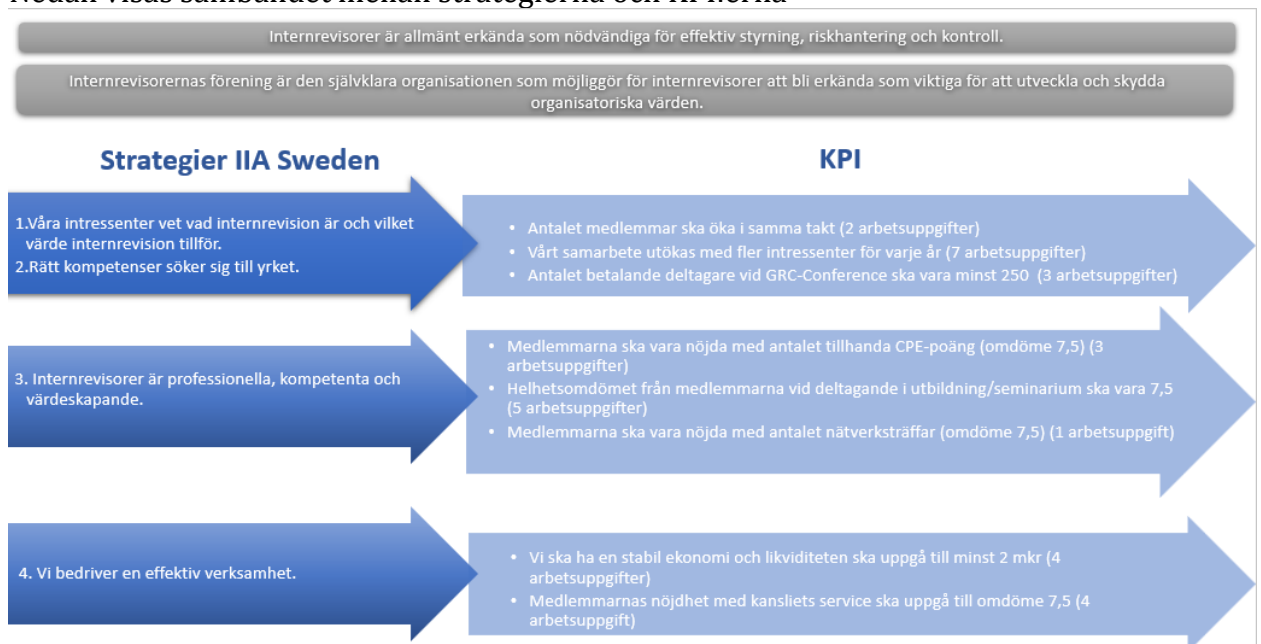 Nedan visas sambandet mellan strategierna och KPI:erna
Internrevisorer är allmänt erkända som nödvändiga för effektiv styrning, riskhantering och kontroll.
Internrevisorernas förening är den självklara organisationen som möjliggör för internrevisorer att bli erkända som viktiga för att utveckla och skydda
organisatoriska värden.
Strategier IIA Sweden
KPI
1.Våra intressenter vet vad internrevision är och vilket
värde internrevision tillför.
2.Rätt kompetenser söker sig till yrket.
• Antalet medlemmar ska öka i samma takt (2 arbetsuppgifter)
• Vårt samarbete utökas med fler intressenter för varje år (7 arbetsuppgifter)
• Antalet betalande deltagare vid GRC-Conference ska vara minst 250 (3 arbetsuppgifter)
3. Internrevisorer är professionella, kompetenta och
värdeskapande.
• Medlemmarna ska vara nöjda med antalet tillhanda CPE-poäng (omdöme 7,5) (3
arbetsuppgifter)
• Helhetsomdömet från medlemmarna vid deltagande i utbildning/seminarium ska vara 7,5
(5 arbetsuppgifter)
• Medlemmarna ska vara nöjda med antalet nätverksträffar (omdöme 7,5) (1 arbetsuppgift)
4. Vi bedriver en effektiv verksamhet.
• Vi ska ha en stabil ekonomi och likviditeten ska uppgå till minst 2 mkr (4
arbetsuppgifter)
• Medlemmarnas nöjdhet med kansliets service ska uppgå till omdöme 7,5 (4
arbetsuppgift)